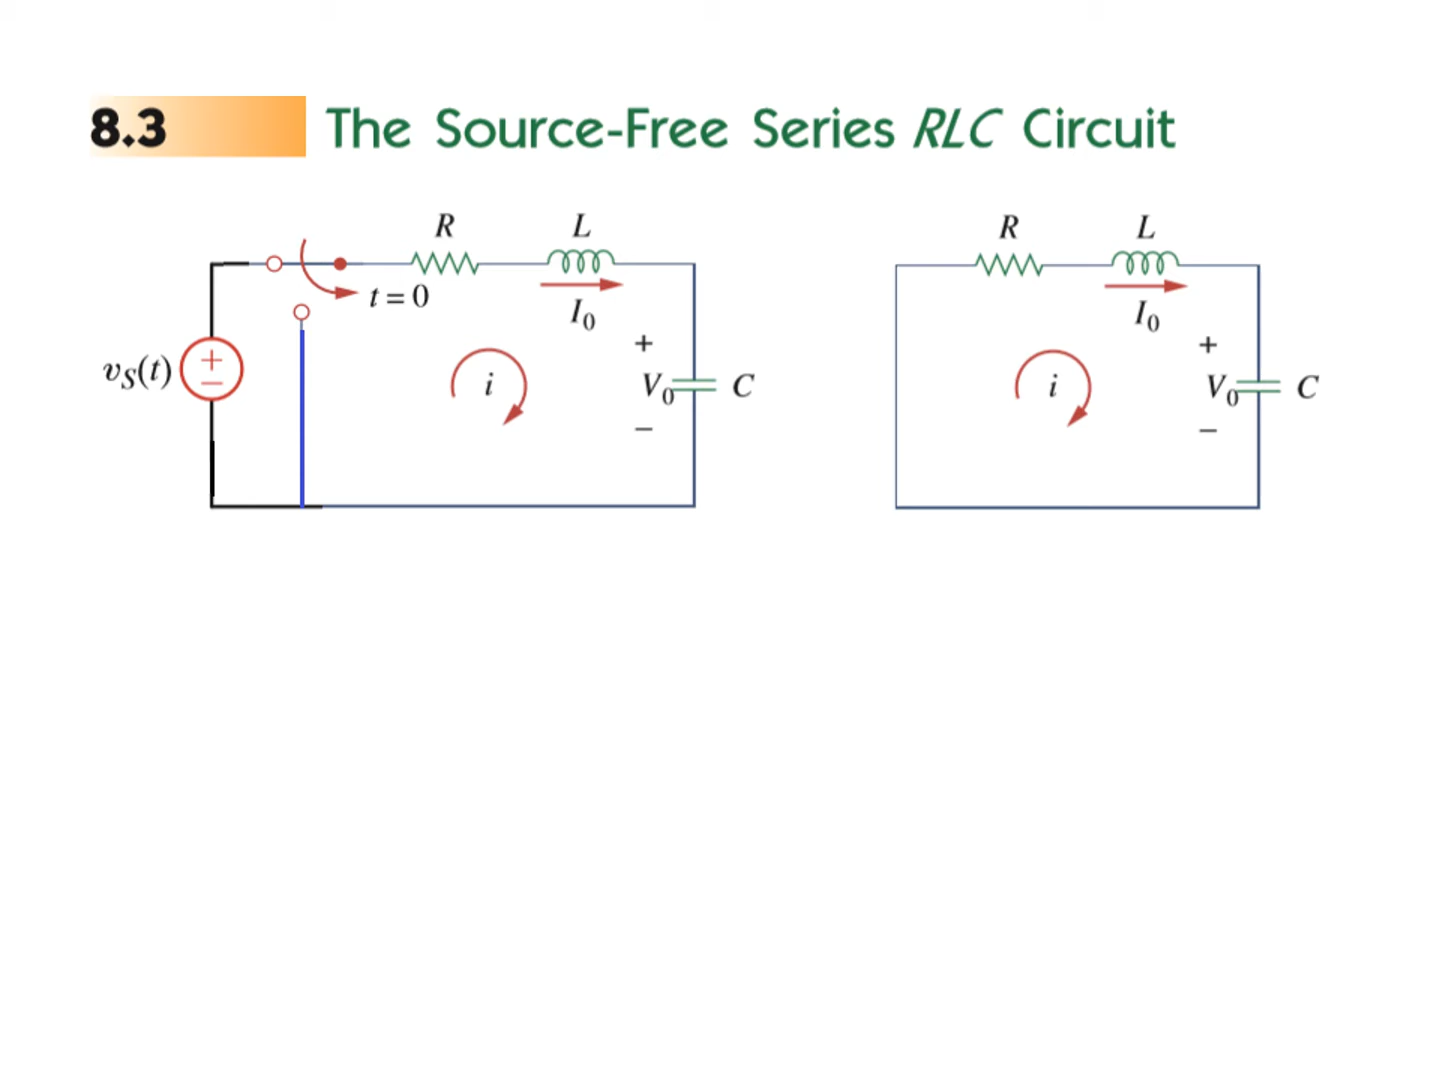 8.3 The Source-Free Series RLC Circuit
R L
t = 0
I0
vS(t)
+
−
i
+
V0
−
C
R L
I0
i
+
V0
−
C